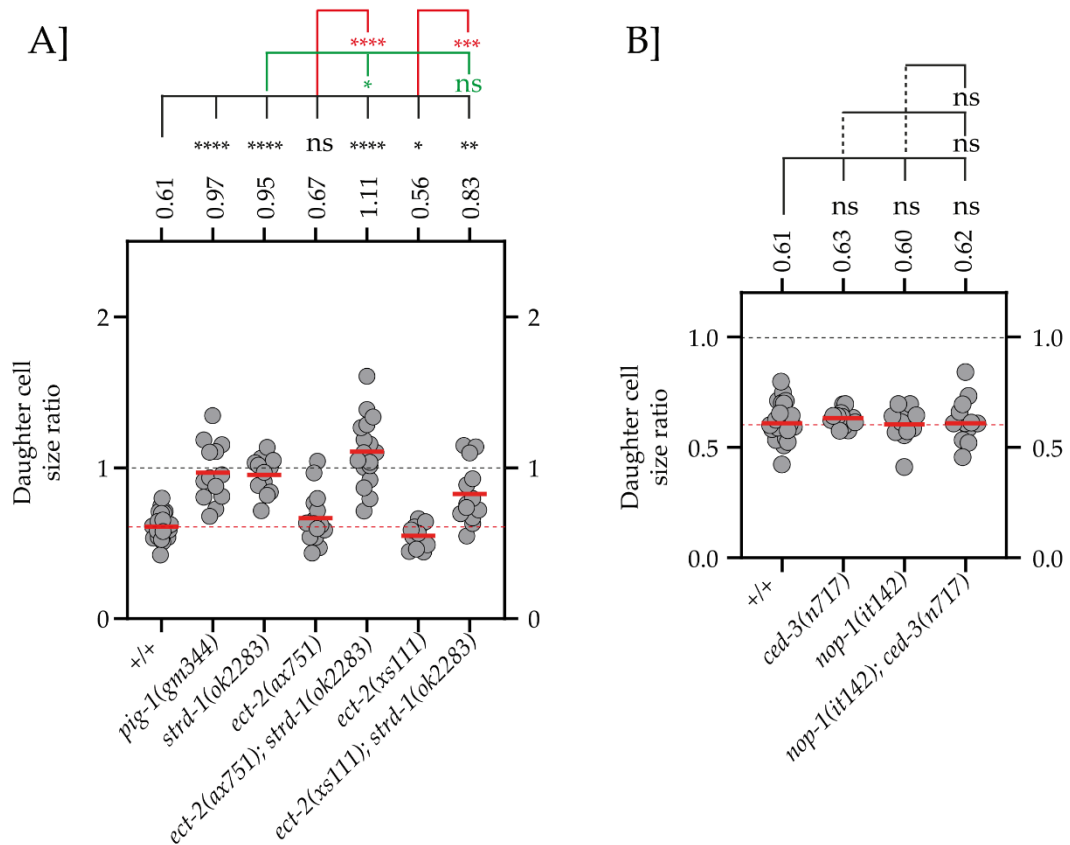 A]
**** ***
* ns
**** **** ns **** * **
0.61 0.97 0.95 0.67 1.11 0.56 0.83
2 2
1 1
0 0
Daughter cell
size ratio
+/+
pig-1(gm344)
strd-1(ok2283)
ect-2(ax751)
ect-2(ax751); strd-1(ok2283)
ect-2(xs111)
ect-2(xs111); strd-1(ok2283)
B]
ns
ns
ns ns ns
0.61 0.63 0.60 0.62
1.0 1.0
0.5 0.5
0.0 0.0
Daughter cell
size ratio
+/+
ced-3(n717)
nop-1(it142)
nop-1(it142); ced-3(n717)